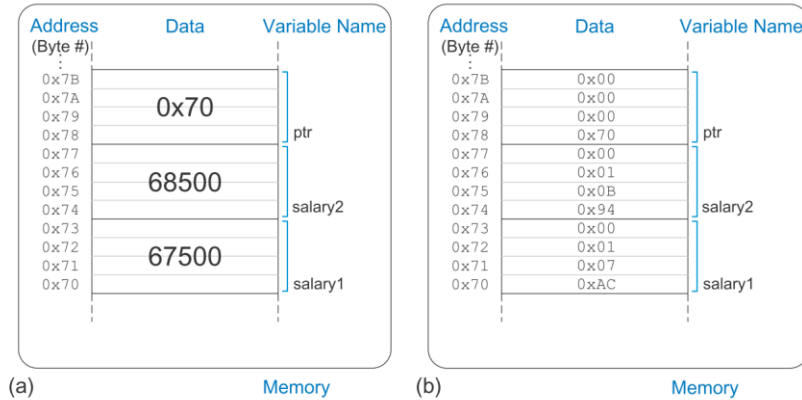 Address Data Variable Name
(Byte #)
0x7B
0x7A
0x79
0x78
0x70
ptr
0x77
0x76
0x75
0x74
68500
salary2
0x73
0x72
0x71
0x70
67500
salary1
(a) Memory
Address Data Variable Name
(Byte #)
0x7B 0x00
0x7A 0x00
0x79 0x00
0x78 0x70 ptr
0x77 0x00
0x76 0x01
0x75 0x0B
0x74 0x94 salary2
0x73 0x00
0x72 0x01
0x71 0x07
0x70 0xAC salary1
(b) Memory